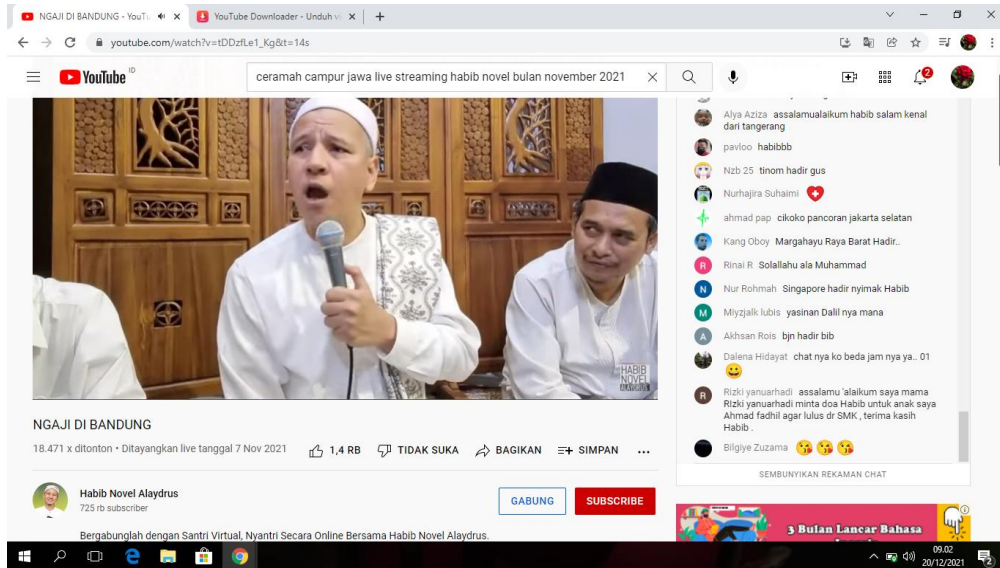 NGAJI DI BANDUNG - YouTu
YouTube Downloader - Unduh vi
youtube.com/watch?v=tDDzfLe1_Kg&t=14s
YouTube ID
ceramah campur jawa live streaming habib novel bulan november 2021
2
HABIB
NOVEL
ALAYDRUS
NGAJI DI BANDUNG
18.471 x ditonton • Ditayangkan live tanggal 7 Nov 2021
1,4 RB
TIDAK SUKA
BAGIKAN
SIMPAN
Habib Novel Alaydrus
725 rb subscriber
GABUNG
SUBSCRIBE
Bergabunglah dengan Santri Virtual, Nyantri Secara Online Bersama Habib Novel Alaydrus.
Alya Aziza assalamualaikum habib salam kenal
dari tangerang
pavloo habibbb
Nzb 25 tinom hadir gus
Nurhajira Suhaimi
ahmad pap cikoko pancoran jakarta selatan
Kang Oboy Margahayu Raya Barat Hadir..
R Rinai R Solallahu ala Muhammad
N Nur Rohmah Singapore hadir nyimak Habib
M Miyzjalk lubis yasinan Dalil nya mana
A Akhsan Rois bjn hadir bib
Dalena Hidayat chat nya ko beda jam nya ya.. 01
R Rizki yanuarhadi assalamu 'alaikum saya mama
RIzki yanuarhadi minta doa Habib untuk anak saya
Ahmad fadhil agar lulus dr SMK , terima kasih
Habib .
Bilgiye Zuzama
SEMBUNYIKAN REKAMAN CHAT
3 Bulan Lancar Bahasa
09.02
20/12/2021
2